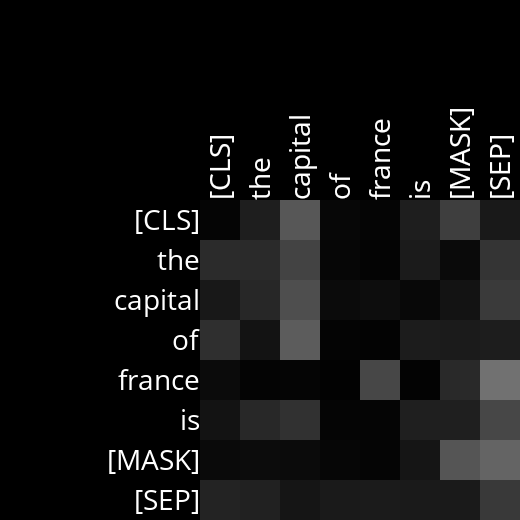 [CLS] the capital of france is [MASK] [SEP]
[CLS]
the
capital
of
france
is
[MASK]
[SEP]